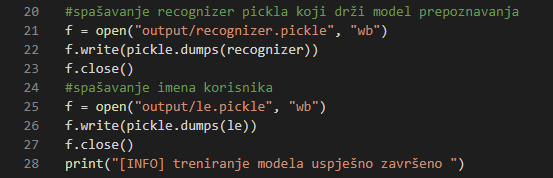 20 #spašavanje recognizer pickla koji drži model prepoznavanja
21 f = open("output/recognizer.pickle", "wb")
22 f.write(pickle.dumps(recognizer))
23 f.close()
24 #spašavanje imena korisnika
25 f = open("output/le.pickle", "wb")
26 f.write(pickle.dumps(le))
27 f.close()
28 print("[INFO] treniranje modela uspješno završeno ")